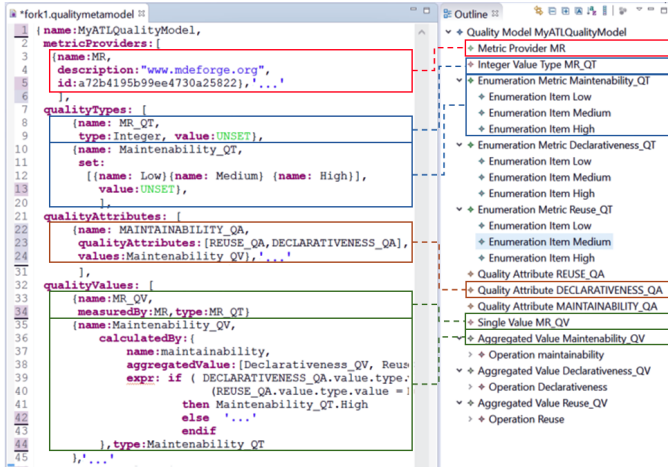 *fork1.qualitymetamodel
1 {name:MyATLQualityModel,
2 metricProviders:[
3 {name:MR,
4 description:"www.mdeforge.org",
5 id:a72b4195b99ee4730a25822},'...'
6 ],
7 qualityTypes: [
8 {name: MR_QT,
9 type:Integer, value:UNSET},
10 {name: Maintenability_QT,
11 set:
12 [{name: Low}{name: Medium} {name: High}],
13 value:UNSET},
20 ],
21 qualityAttributes: [
22 {name: MAINTAINABILITY_QA,
23 qualityAttributes:[REUSE_QA,DECLARATIVENESS_QA],
24 values:Maintenability_QV},'...'
31 ],
32 qualityValues: [
33 {name:MR_QV,
34 measuredBy:MR,type:MR_QT}
35 {name:Maintenability_QV,
36 calculatedBy:{
37 name:maintainability,
38 aggregatedValue:[Declarativeness_QV, Reus
39 expr: if ( DECLARATIVENESS_QA.value.type.
40 (REUSE_QA.value.type.value =
41 then Maintenability_QT.High
42 else '...'
43 endif
44 },type:Maintenability_QT
45 },'...'
Outline
Quality Model MyATLQualityModel
Metric Provider MR
Integer Value Type MR_QT
Enumeration Metric Maintenability_QT
Enumeration Item Low
Enumeration Item Medium
Enumeration Item High
Enumeration Metric Declarativeness_QT
Enumeration Item Low
Enumeration Item Medium
Enumeration Item High
Enumeration Metric Reuse_QT
Enumeration Item Low
Enumeration Item Medium
Enumeration Item High
Quality Attribute REUSE_QA
Quality Attribute DECLARATIVENESS_QA
Quality Attribute MAINTAINABILITY_QA
Single Value MR_QV
Aggregated Value Maintenability_QV
Operation maintainability
Aggregated Value Declarativeness_QV
Operation Declarativeness
Aggregated Value Reuse_QV
Operation Reuse